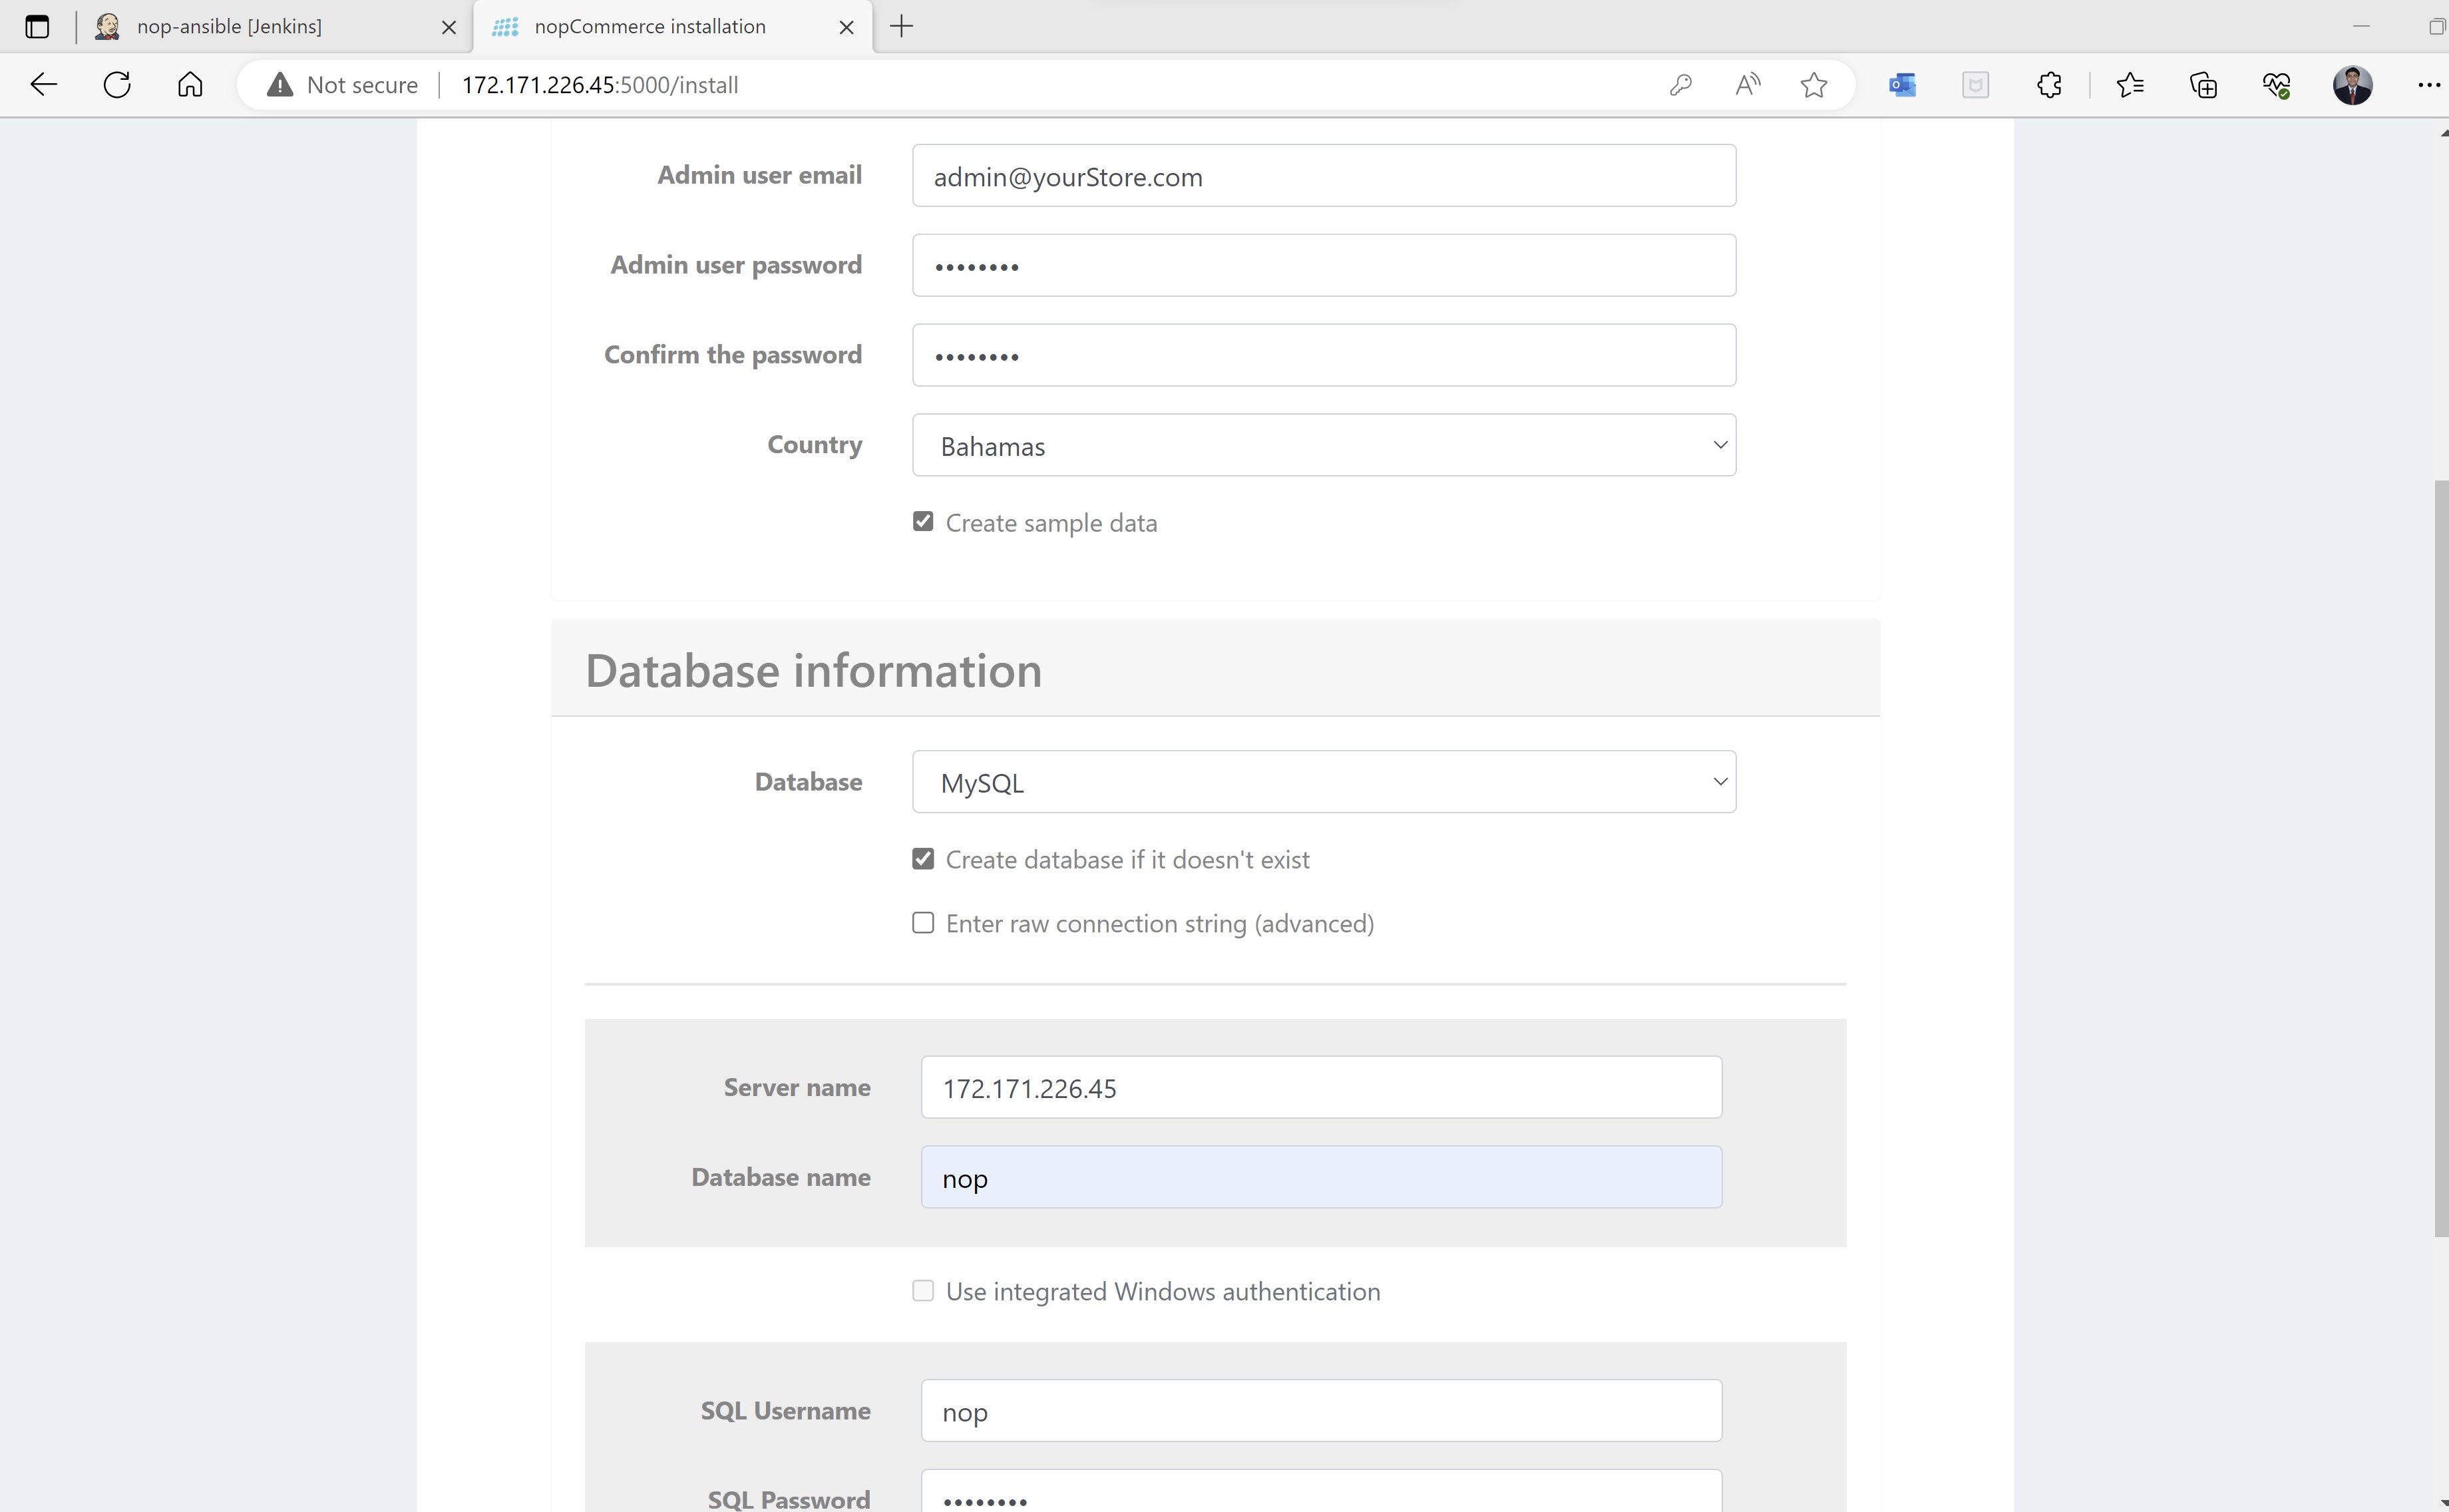 nop-ansible [Jenkins]
nopCommerce installation
Not secure
172.171.226.45:5000/install
Admin user email
admin@yourStore.com
Admin user password
••••••••
Confirm the password
••••••••
Country
Bahamas
Create sample data
Database information
Database
MySQL
Create database if it doesn't exist
Enter raw connection string (advanced)
Server name
172.171.226.45
Database name
nop
Use integrated Windows authentication
SQL Username
nop
SQL Password
••••••••